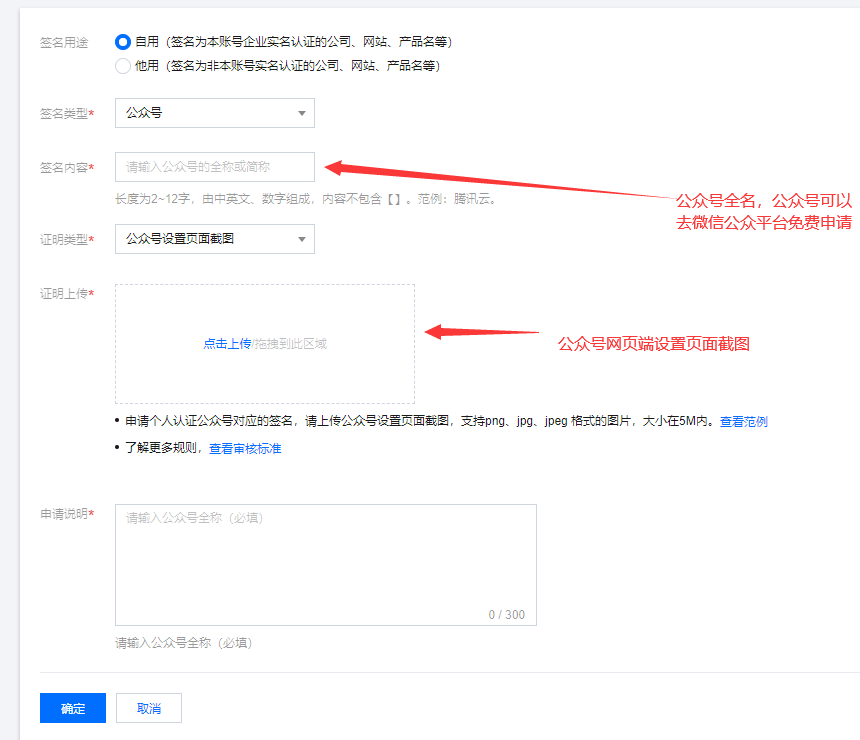 签名用途
自用（签名为本账号企业实名认证的公司、网站、产品名等）
他用（签名为非本账号实名认证的公司、网站、产品名等）
签名类型*
公众号
签名内容*
请输入公众号的全称或简称
长度为2~12字，由中英文、数字组成，内容不包含【 】。范例：腾讯云。
公众号全名，公众号可以
去微信公众平台免费申请
证明类型*
公众号设置页面截图
证明上传*
点击上传/拖拽到此区域
公众号网页端设置页面截图
• 申请个人认证公众号对应的签名，请上传公众号设置页面截图，支持png、jpg、jpeg 格式的图片，大小在5M内。查看范例
• 了解更多规则，查看审核标准
申请说明*
请输入公众号全称（必填）
0 / 300
请输入公众号全称（必填）
确定
取消